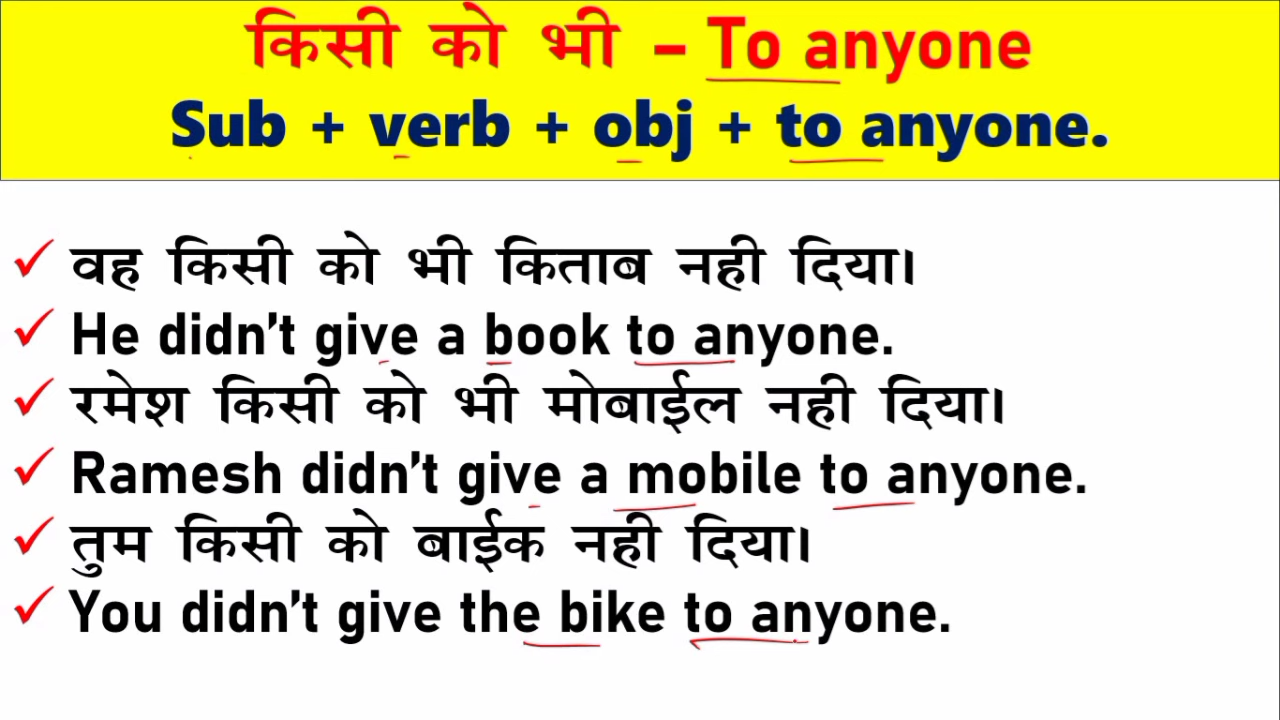 किसी को भी – To anyone
Sub + verb + obj + to anyone.
वह किसी को भी किताब नही दिया।
He didn't give a book to anyone.
रमेश किसी को भी मोबाईल नही दिया।
Ramesh didn't give a mobile to anyone.
तुम किसी को बाईक नही दिया।
You didn't give the bike to anyone.